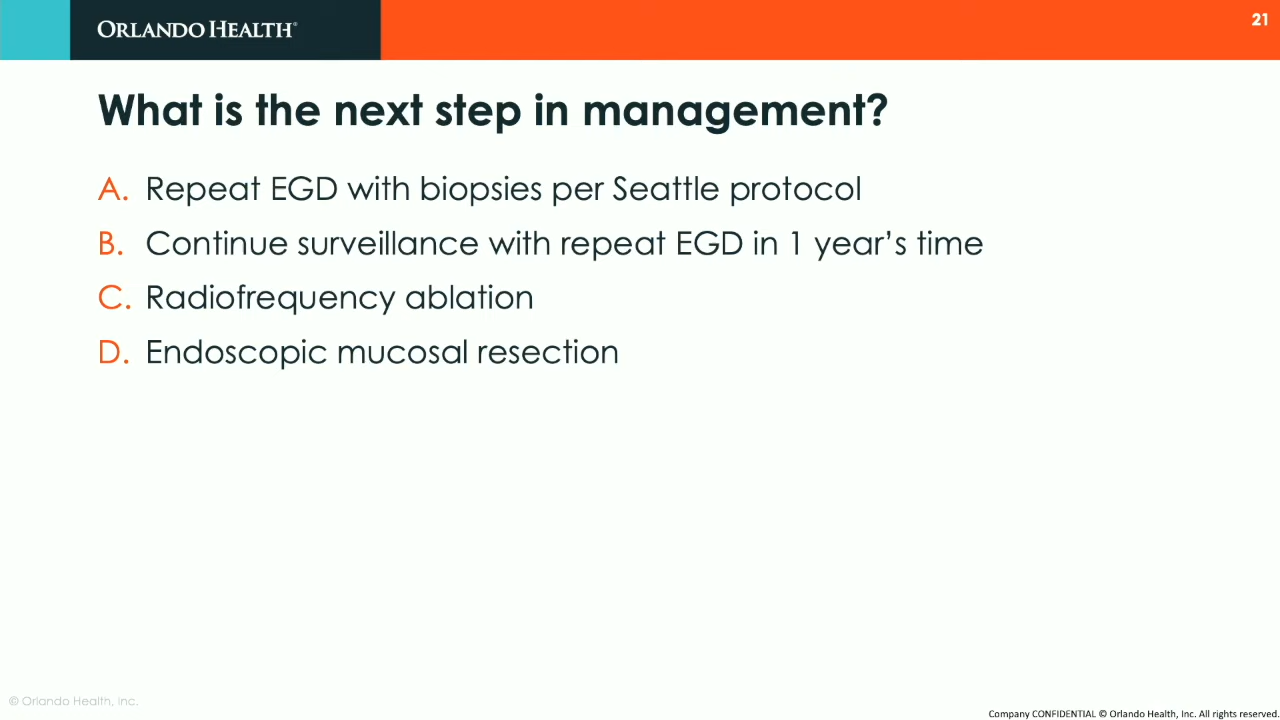 ORLANDO HEALTH®
21
What is the next step in management?
A. Repeat EGD with biopsies per Seattle protocol
B. Continue surveillance with repeat EGD in 1 year’s time
C. Radiofrequency ablation
D. Endoscopic mucosal resection
© Orlando Health, Inc.
Company CONFIDENTIAL © Orlando Health, Inc. All rights reserved.